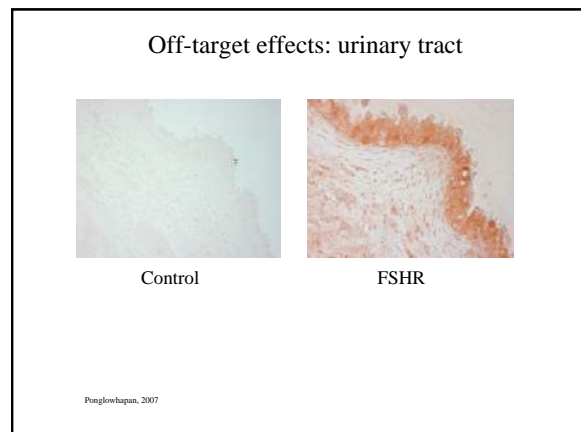 Off-target effects: urinary tract
Control
FSHR
Ponglowhapan, 2007